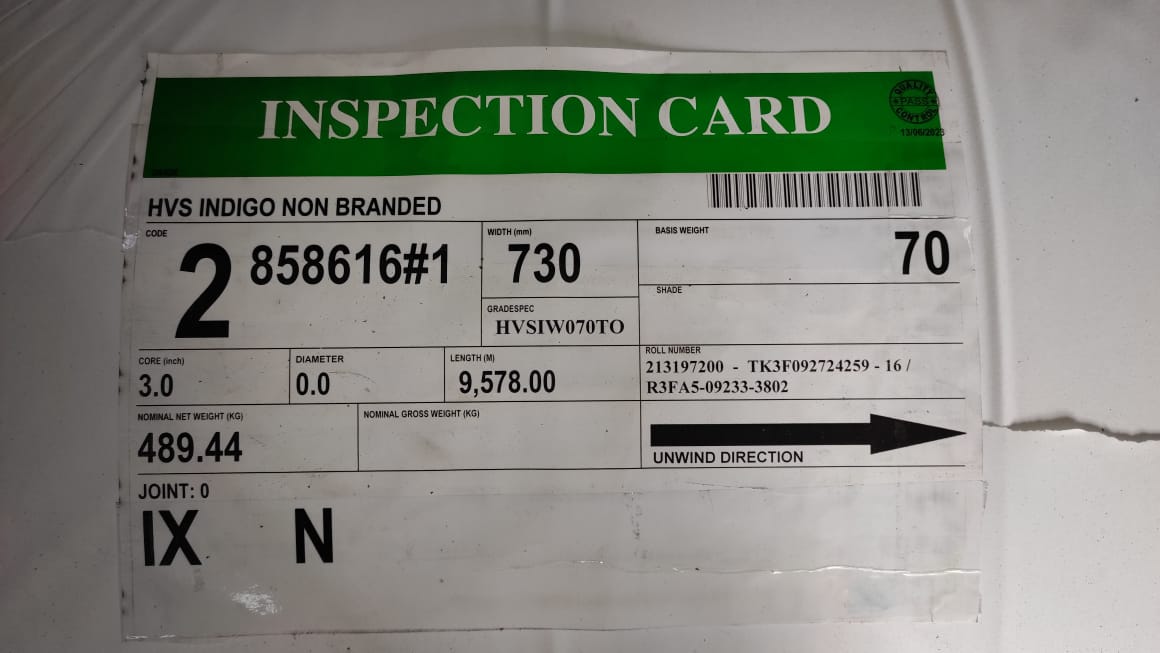 INSPECTION CARD
QUALITY
PASS
CONTROL
13/06/2023
HVS INDIGO NON BRANDED
CODE
2 858616#1
WIDTH (mm)
730
BASIS WEIGHT
70
GRADESPEC
HVSIW070TO
SHADE
CORE (inch)
3.0
DIAMETER
0.0
LENGTH (M)
9,578.00
ROLL NUMBER
213197200 - TK3F092724259 - 16 /
R3FA5-09233-3802
NOMINAL NET WEIGHT (KG)
489.44
NOMINAL GROSS WEIGHT (KG)
UNWIND DIRECTION
JOINT: 0
IX N